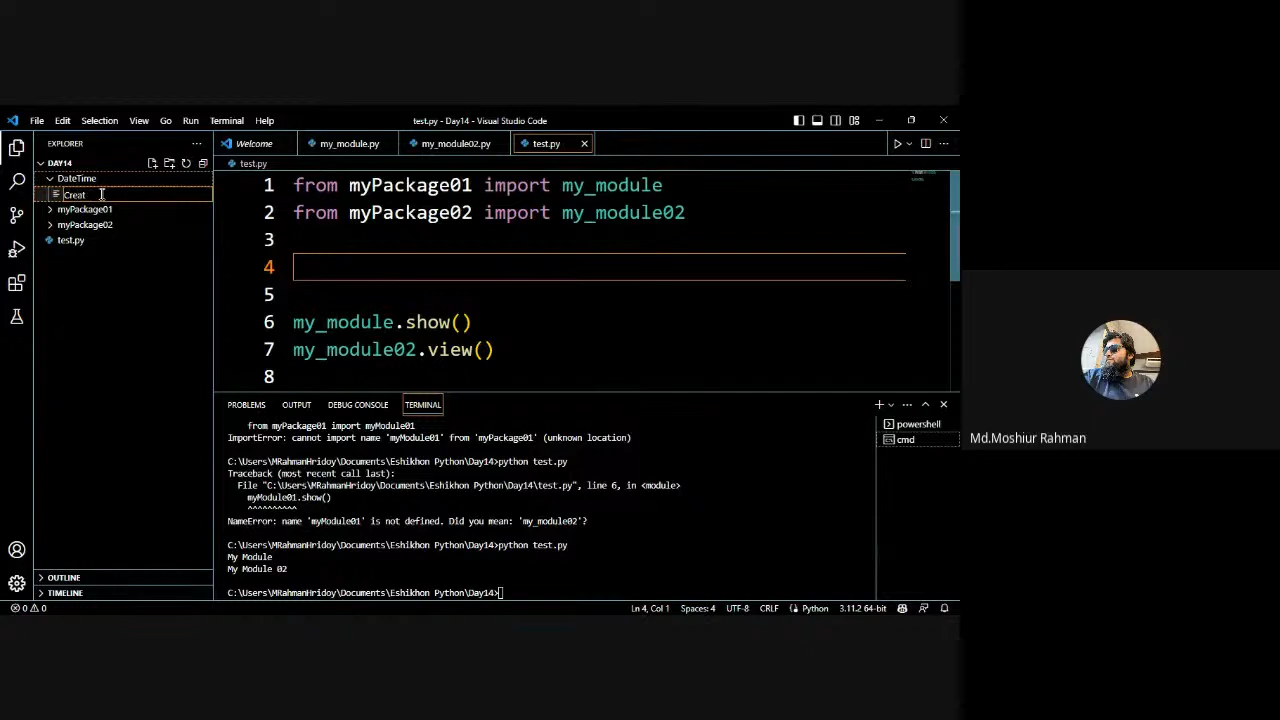 File Edit Selection View Go Run Terminal Help
test.py - Day14 - Visual Studio Code
EXPLORER
DAY14
DateTime
Creat
myPackage01
myPackage02
test.py
OUTLINE
TIMELINE
Welcome
my_module.py
my_module02.py
test.py
test.py
1 from myPackage01 import my_module
2 from myPackage02 import my_module02
3
4
5
6 my_module.show()
7 my_module02.view()
8
PROBLEMS OUTPUT DEBUG CONSOLE TERMINAL
powershell
cmd
from myPackage01 import myModule01
ImportError: cannot import name 'myModule01' from 'myPackage01' (unknown location)
C:\Users\MRahmanHridoy\Documents\Eshikhon Python\Day14>python test.py
Traceback (most recent call last):
File "C:\Users\MRahmanHridoy\Documents\Eshikhon Python\Day14\test.py", line 6, in <module>
myModule01.show()
^^^^^^^^^^
NameError: name 'myModule01' is not defined. Did you mean: 'my_module02'?
C:\Users\MRahmanHridoy\Documents\Eshikhon Python\Day14>python test.py
My Module
My Module 02
C:\Users\MRahmanHridoy\Documents\Eshikhon Python\Day14>
0 0 Ln 4, Col 1 Spaces: 4 UTF-8 CRLF Python 3.11.2 64-bit
Md.Moshiur Rahman